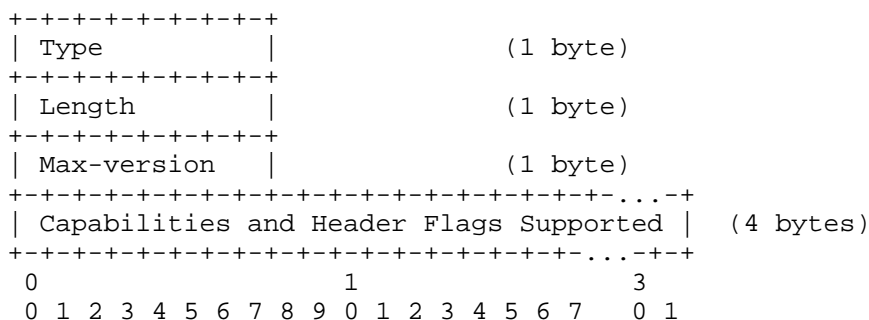 +-+-+-+-+-+-+-+-+
| Type          |              (1 byte)
+-+-+-+-+-+-+-+-+
| Length        |              (1 byte)
+-+-+-+-+-+-+-+-+
| Max-version   |              (1 byte)
+-+-+-+-+-+-+-+-+-+-+-+-+-+-+-+-+-+-+-...-+
| Capabilities and Header Flags Supported |  (4 bytes)
+-+-+-+-+-+-+-+-+-+-+-+-+-+-+-+-+-+-...-+-+
 0                   1                 3
 0 1 2 3 4 5 6 7 8 9 0 1 2 3 4 5 6 7   0 1